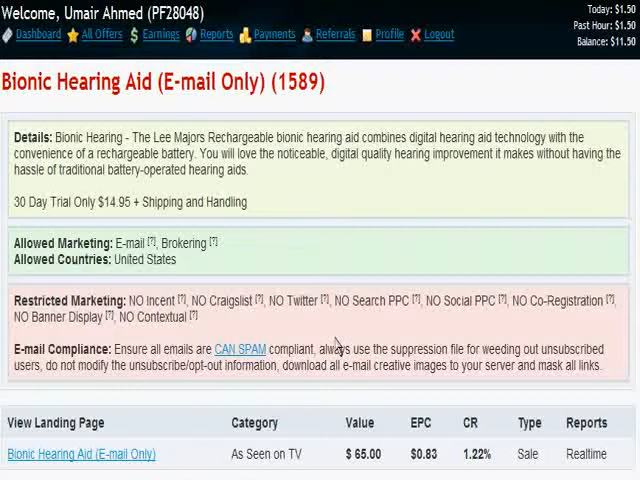 Welcome, Umair Ahmed (PF28048)
Today: $1.50
Past Hour: $1.50
Balance: $11.50
Dashboard All Offers Earnings Reports Payments Referrals Profile Logout
Bionic Hearing Aid (E-mail Only) (1589)
Details: Bionic Hearing - The Lee Majors Rechargeable bionic hearing aid combines digital hearing aid technology with the
convenience of a rechargeable battery. You will love the noticeable, digital quality hearing improvement it makes without having the
hassle of traditional battery-operated hearing aids.
30 Day Trial Only $14.95 + Shipping and Handling
Allowed Marketing: E-mail [?], Brokering [?]
Allowed Countries: United States
Restricted Marketing: NO Incent [?], NO Craigslist [?], NO Twitter [?], NO Search PPC [?], NO Social PPC [?], NO Co-Registration [?],
NO Banner Display [?], NO Contextual [?]
E-mail Compliance: Ensure all emails are CAN SPAM compliant, always use the suppression file for weeding out unsubscribed
users, do not modify the unsubscribe/opt-out information, download all e-mail creative images to your server and mask all links.
View Landing Page Category Value EPC CR Type Reports
Bionic Hearing Aid (E-mail Only) As Seen on TV $ 65.00 $0.83 1.22% Sale Realtime